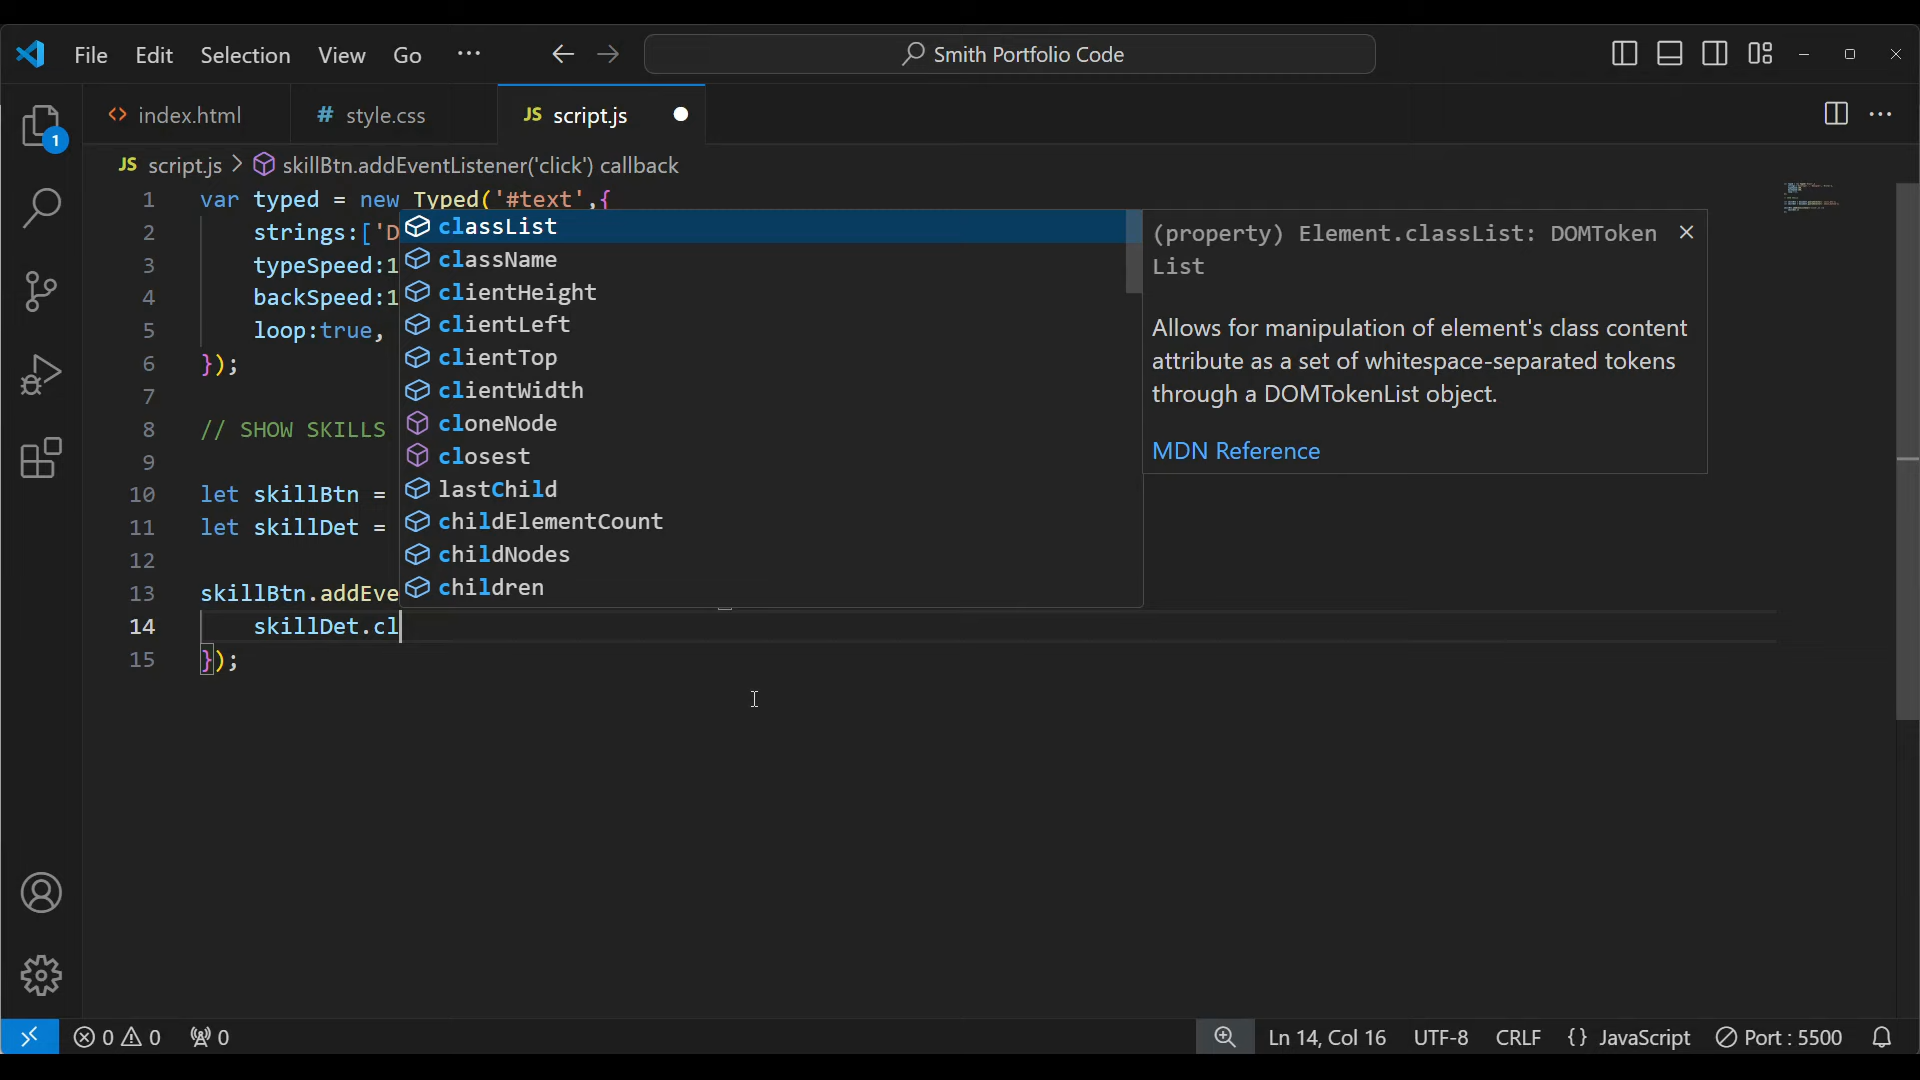 File Edit Selection View Go ··· Smith Portfolio Code
index.html style.css JS script.js
JS script.js > skillBtn.addEventListener('click') callback
1 var typed = new Typed('#text',{
2 strings:['D
3 typeSpeed:1
4 backSpeed:1
5 loop:true,
6 });
7
8 // SHOW SKILLS
9
10 let skillBtn =
11 let skillDet =
12
13 skillBtn.addEve
14 skillDet.cl
15 });
classList
className
clientHeight
clientLeft
clientTop
clientWidth
cloneNode
closest
lastChild
childElementCount
childNodes
children
(property) Element.classList: DOMToken
List
Allows for manipulation of element's class content
attribute as a set of whitespace-separated tokens
through a DOMTokenList object.
MDN Reference
1
0 0 0 Ln 14, Col 16 UTF-8 CRLF {} JavaScript Port : 5500